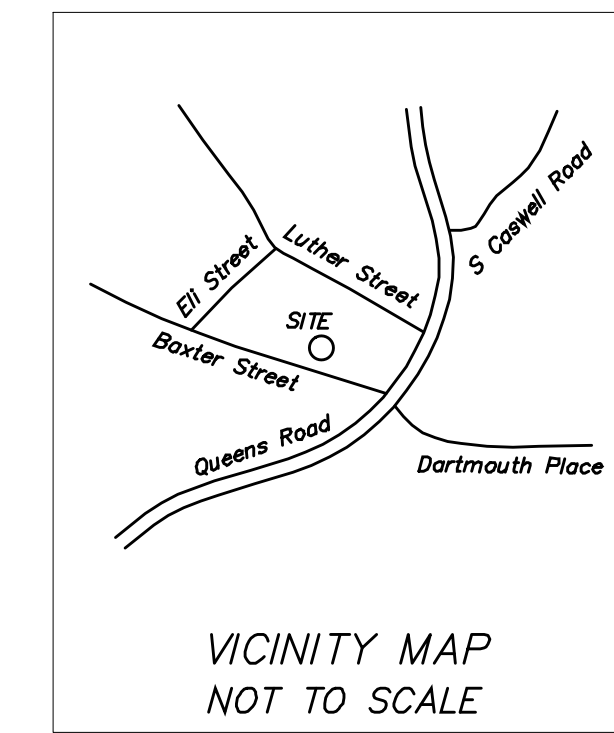 S Caswell Road
Luther Street
Eli Street
SITE
Baxter Street
Queens Road
Dartmouth Place
VICINITY MAP
NOT TO SCALE